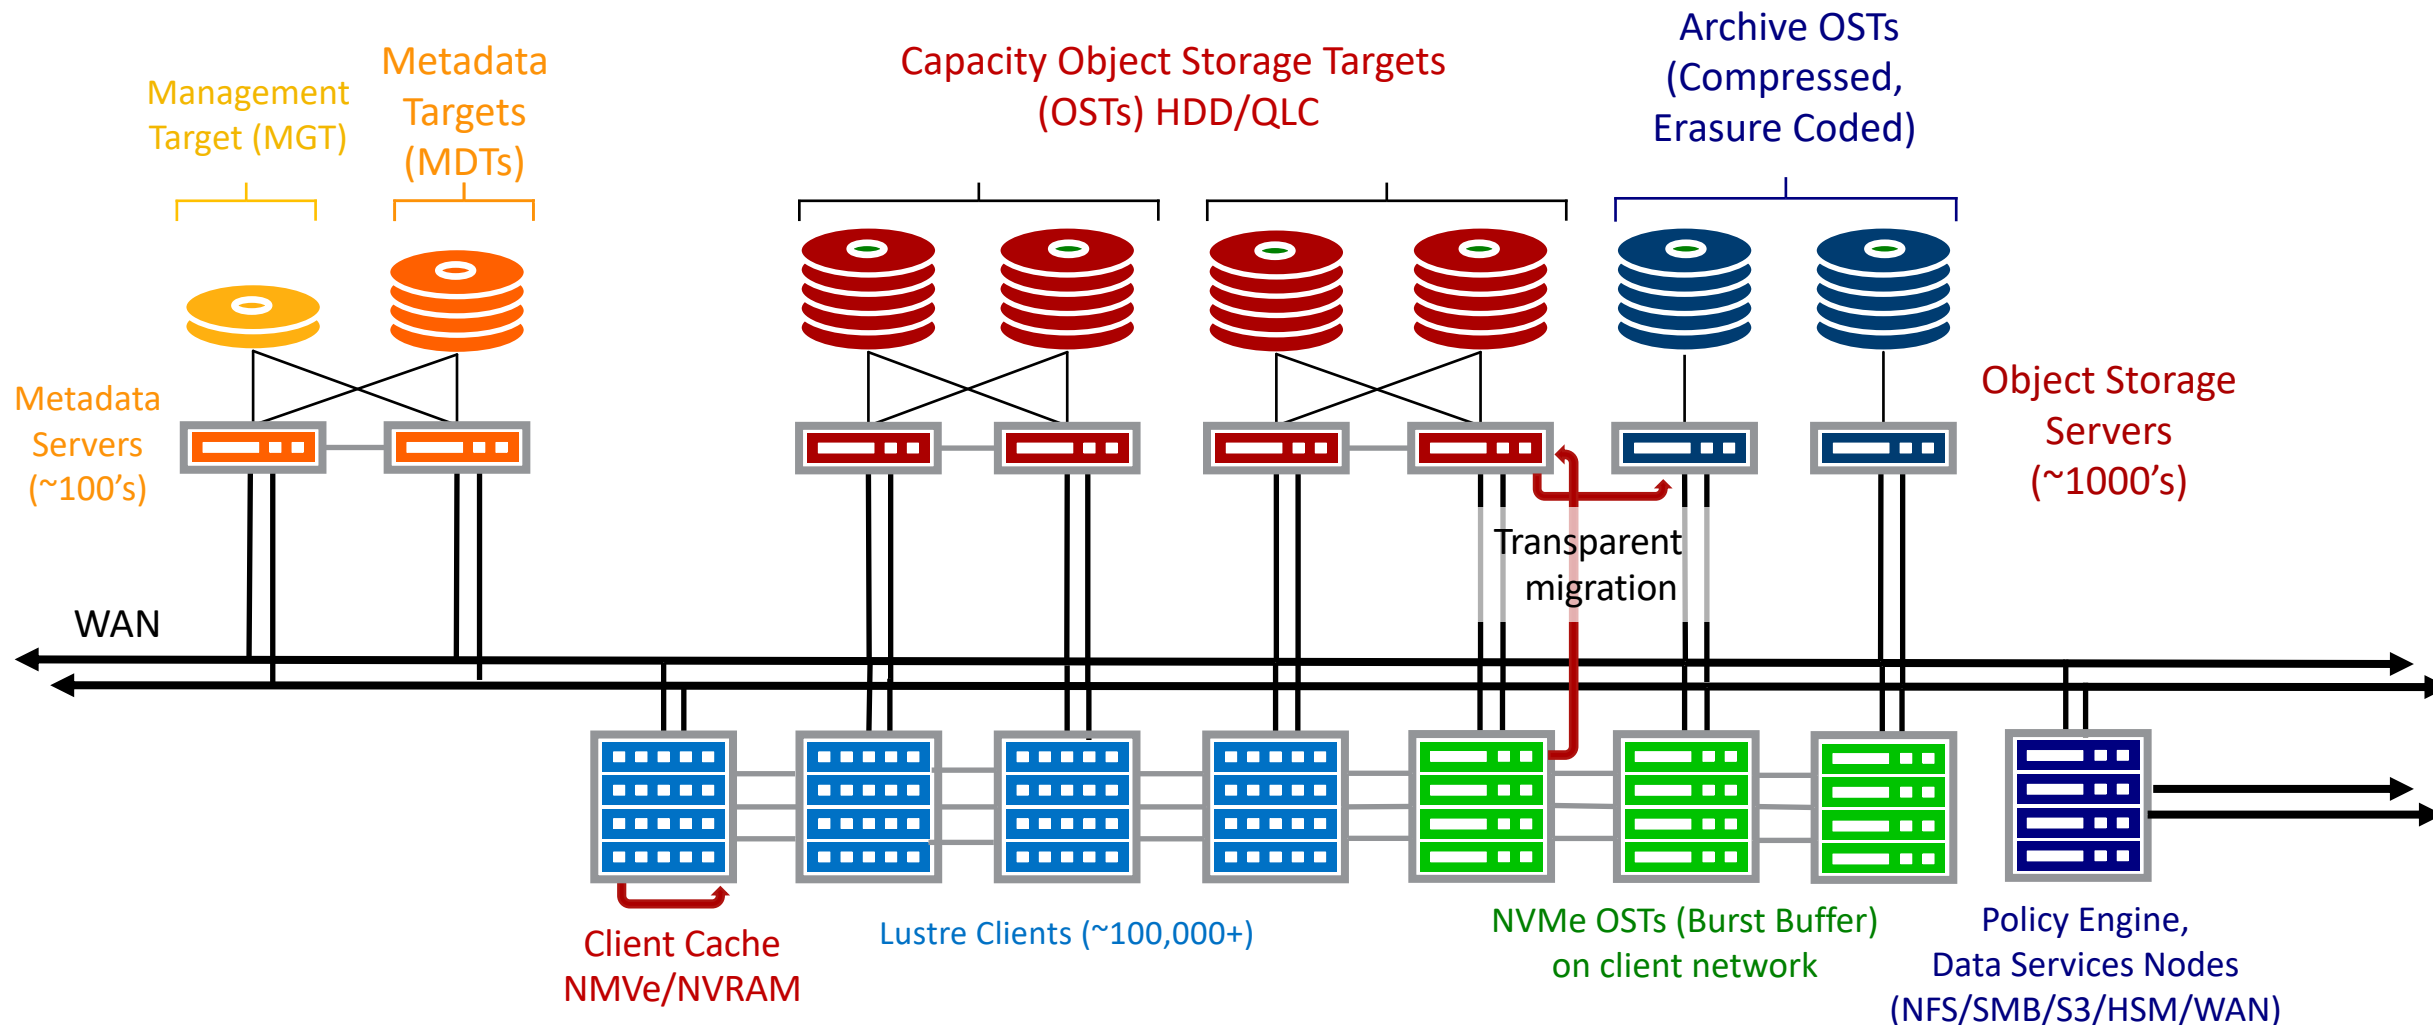 Management
Target (MGT)
Metadata
Targets
(MDTs)
Capacity Object Storage Targets
(OSTs) HDD/QLC
Archive OSTs
(Compressed,
Erasure Coded)
Metadata
Servers
(~100’s)
Object Storage
Servers
(~1000’s)
Transparent
migration
WAN
Client Cache
NMVe/NVRAM
Lustre Clients (~100,000+)
NVMe OSTs (Burst Buffer)
on client network
Policy Engine,
Data Services Nodes
(NFS/SMB/S3/HSM/WAN)